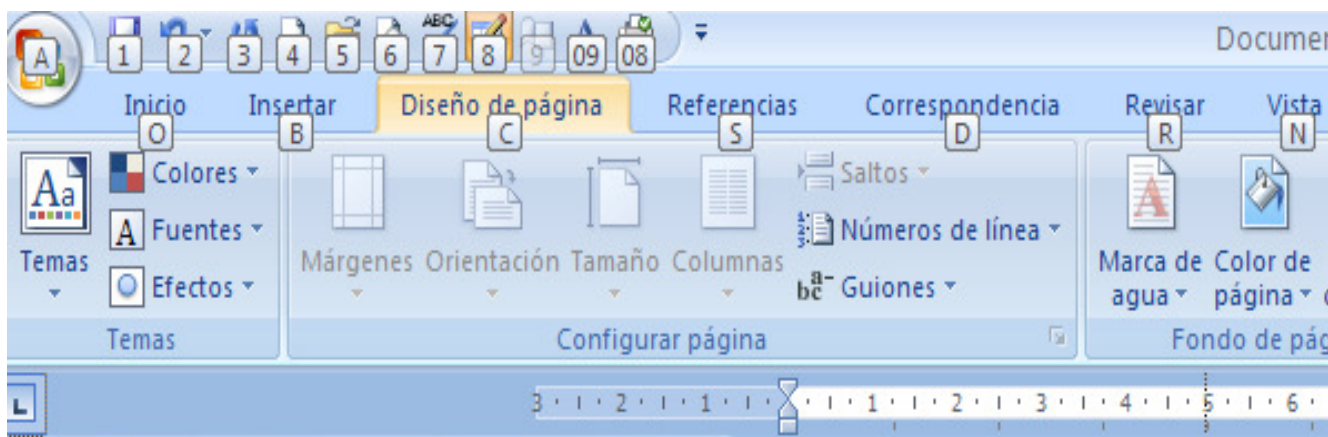 Documen
A 1 2 3 4 5 6 ABC 7 8 9 09 08
Inicio Insertar Diseño de página Referencias Correspondencia Revisar Vista
O B C S D R N
Aa Colores Saltos
A Fuentes Números de línea
Temas Márgenes Orientación Tamaño Columnas Marca de Color de
Efectos Guiones agua página
Temas Configurar página Fondo de pág
L 3 2 1 1 2 3 4 5 6